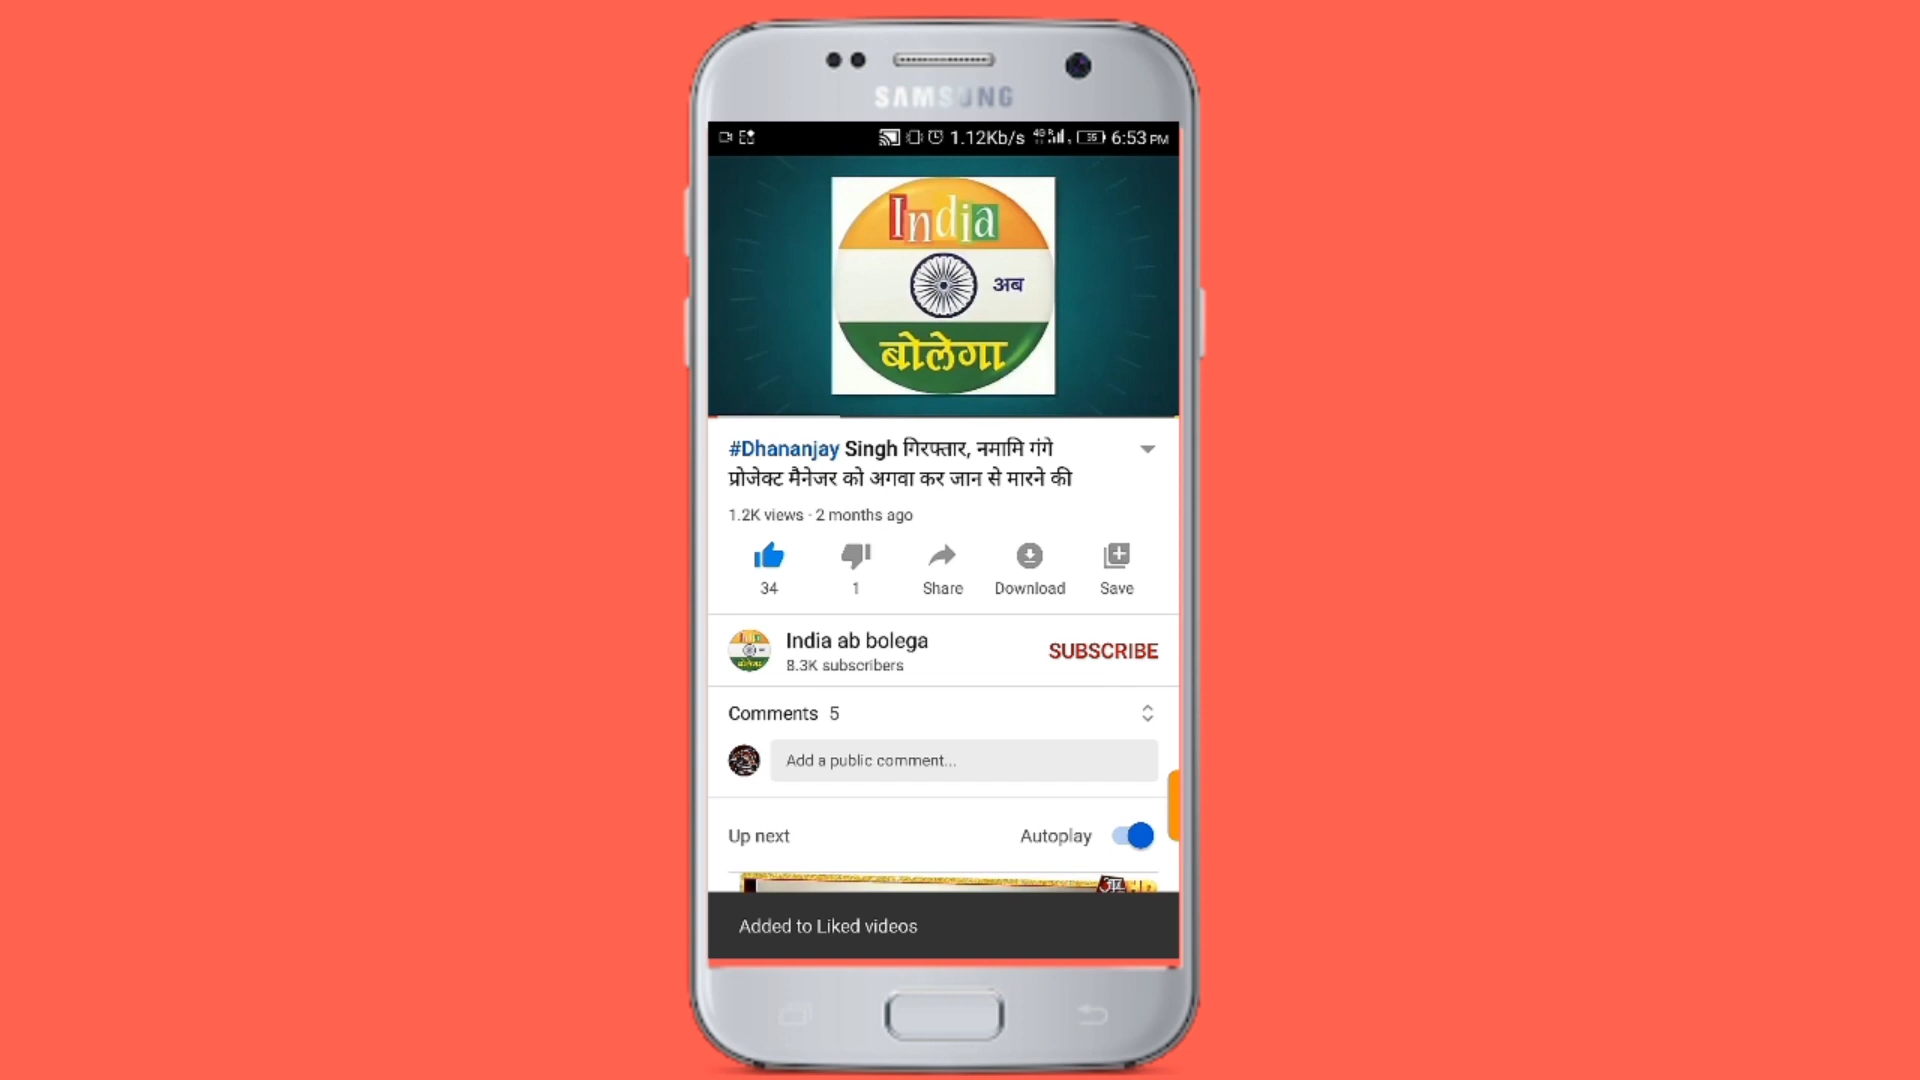 SAMSUNG
1.12Kb/s 4G R 35 6:53 PM
India
अब
बोलेगा
#Dhananjay Singh गिरफ्तार, नमामि गंगे
प्रोजेक्ट मैनेजर को अगवा कर जान से मारने की
1.2K views · 2 months ago
34 1 Share Download Save
India ab bolega
SUBSCRIBE
8.3K subscribers
Comments 5
Add a public comment...
Up next Autoplay
Added to Liked videos